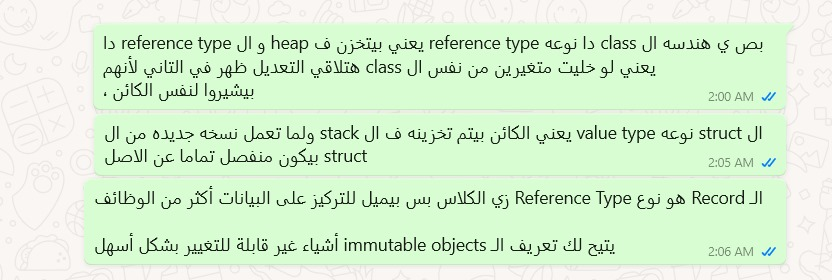 بص ي هندسه ال class دا نوعه reference type يعني بيتخزن ف heap و ال reference type دا
يعني لو خليت متغيرين من نفس ال class هتلاقي التعديل ظهر في التاني لأنهم
بيشيروا لنفس الكائن ،
2:00 AM
ال struct نوعه value type يعني الكائن بيتم تخزينه ف ال stack ولما تعمل نسخه جديده من ال
struct بيكون منفصل تماما عن الاصل
2:05 AM
الـ Record هو نوع Reference Type زي الكلاس بس بيميل للتركيز على البيانات أكثر من الوظائف
يتيح لك تعريف الـ immutable objects أشياء غير قابلة للتغيير بشكل أسهل
2:06 AM